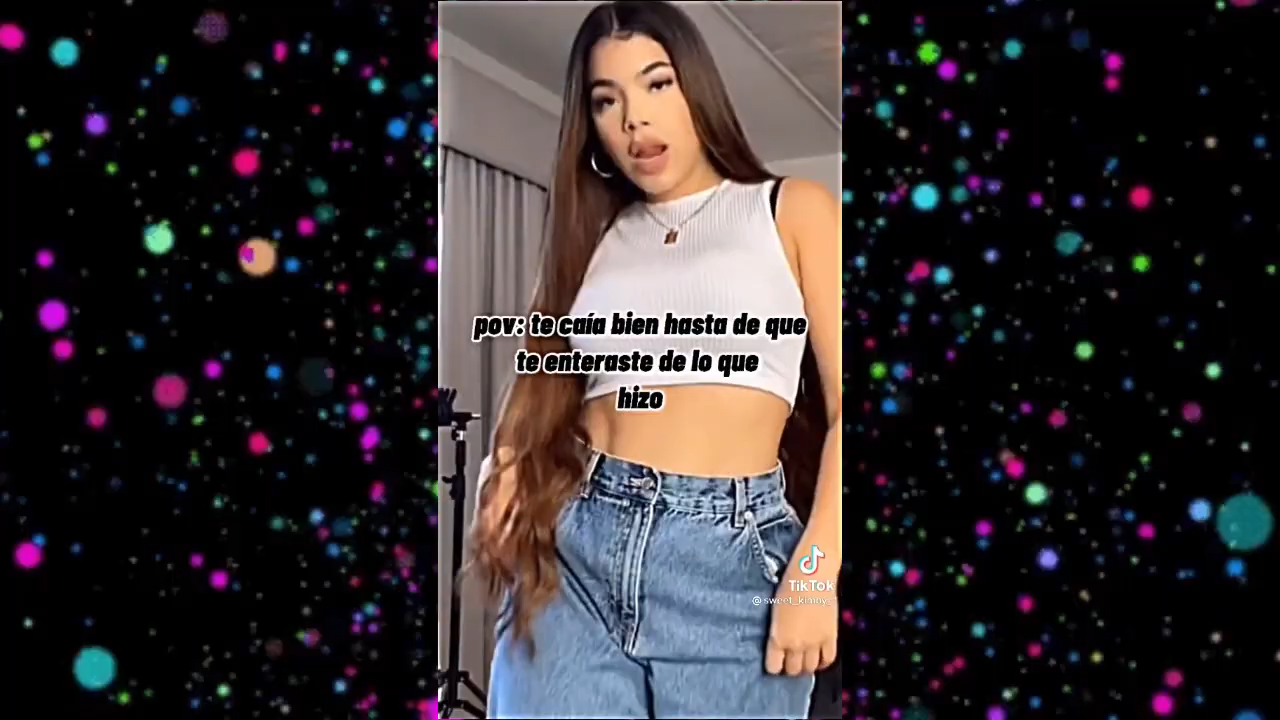 pov: te caía bien hasta de que
te enteraste de lo que
hizo
TikTok